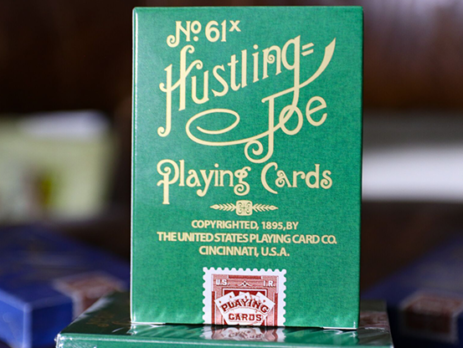 No 61x
Hustling=
Joe
Playing Cards
COPYRIGHTED, 1895, BY
THE UNITED STATES PLAYING CARD CO.
CINCINNATI, U.S.A.
U.S. I.R.
PLAYING
CARDS